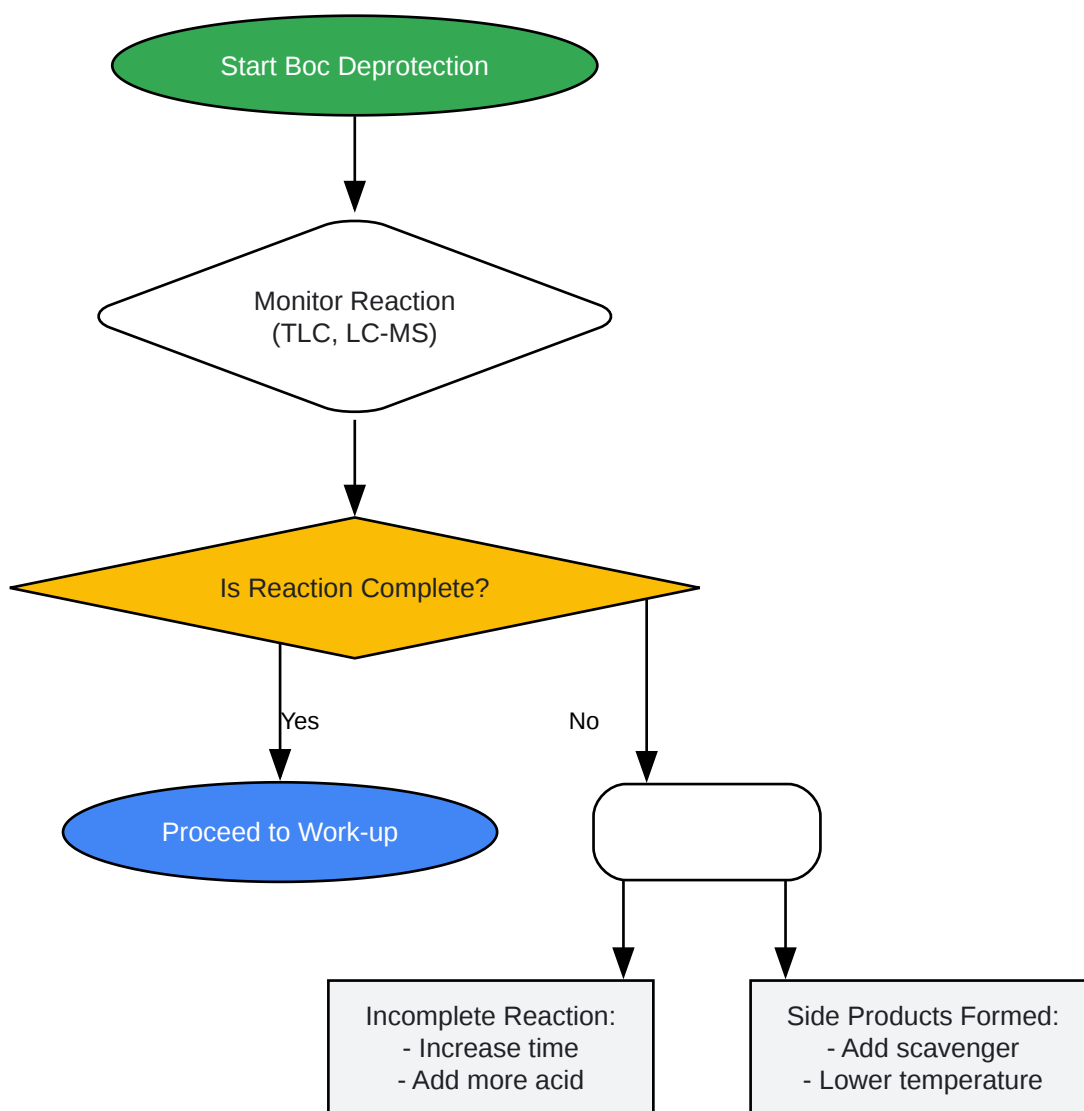 Start Boc Deprotection
Monitor Reaction
(TLC, LC-MS)
Is Reaction Complete?
Yes
No
Proceed to Work-up
Incomplete Reaction:
- Increase time
- Add more acid
Side Products Formed:
- Add scavenger
- Lower temperature